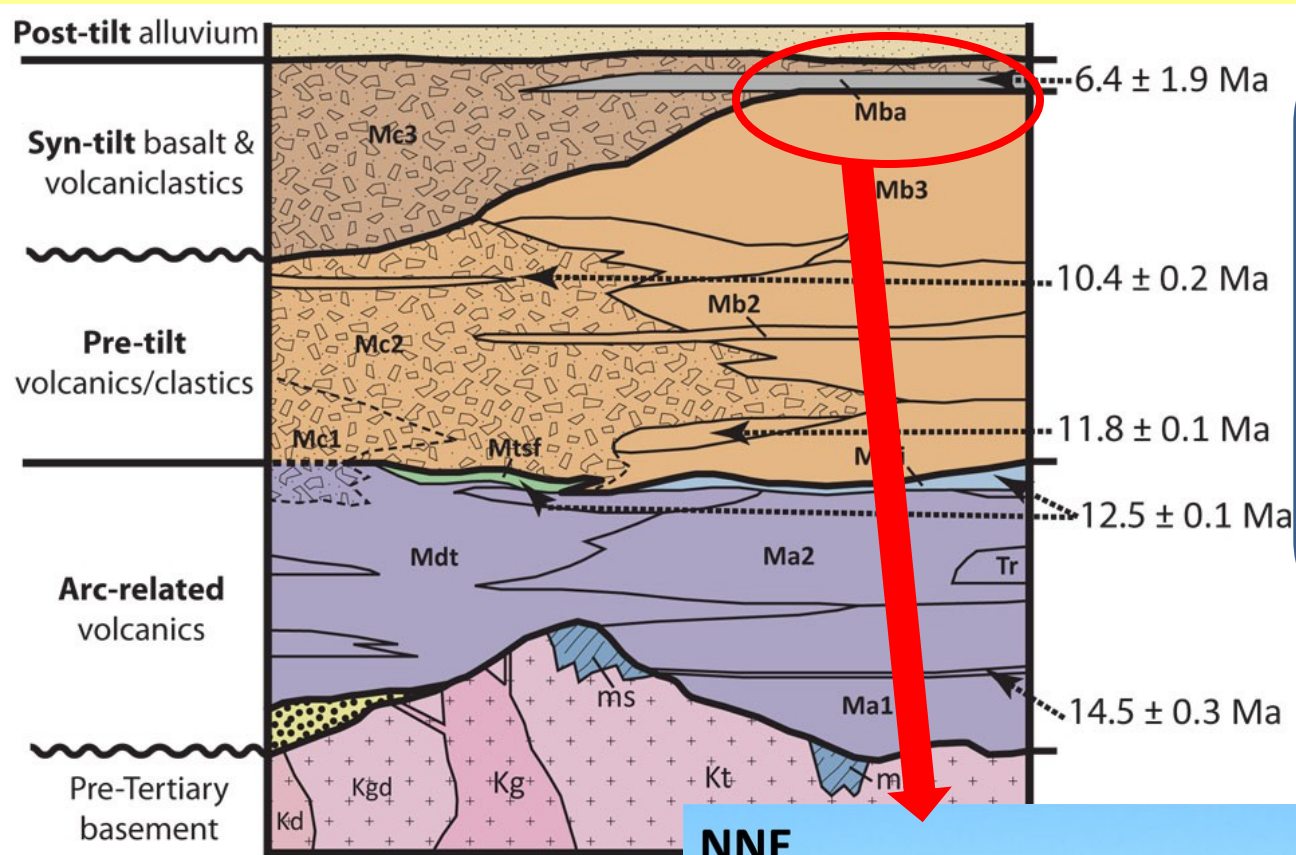 Post-tilt alluvium
6.4 ± 1.9 Ma
Mba
Mc3
Syn-tilt basalt &
volcaniclastics
Mb3
10.4 ± 0.2 Ma
Mb2
Pre-tilt
volcanics/clastics
Mc2
11.8 ± 0.1 Ma
Mc1
Mtsf
12.5 ± 0.1 Ma
Mdt
Ma2
Tr
Arc-related
volcanics
ms
Ma1
14.5 ± 0.3 Ma
Pre-Tertiary
basement
Kd
Kgd
Kg
Kt
NNE